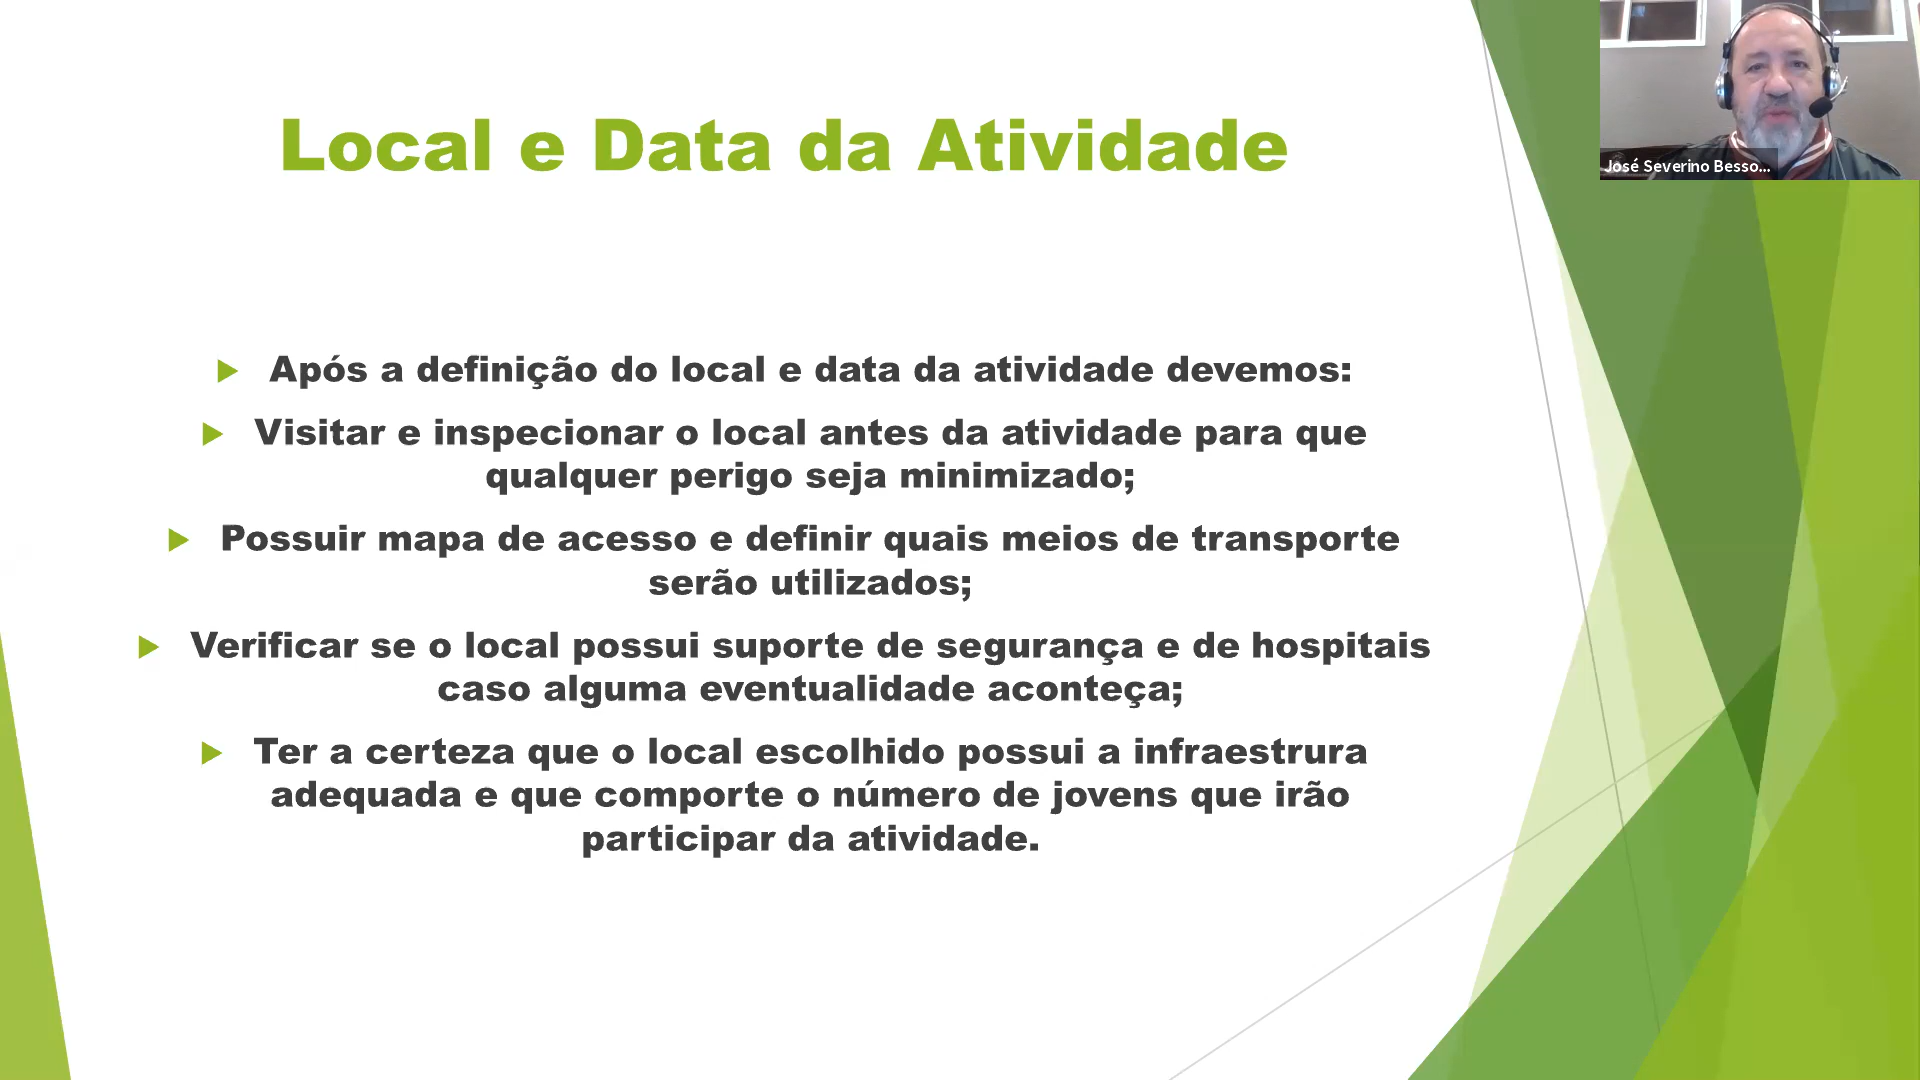 Local e Data da Atividade
José Severino Besso...
Após a definição do local e data da atividade devemos:
Visitar e inspecionar o local antes da atividade para que
qualquer perigo seja minimizado;
Possuir mapa de acesso e definir quais meios de transporte
serão utilizados;
Verificar se o local possui suporte de segurança e de hospitais
caso alguma eventualidade aconteça;
Ter a certeza que o local escolhido possui a infraestrura
adequada e que comporte o número de jovens que irão
participar da atividade.